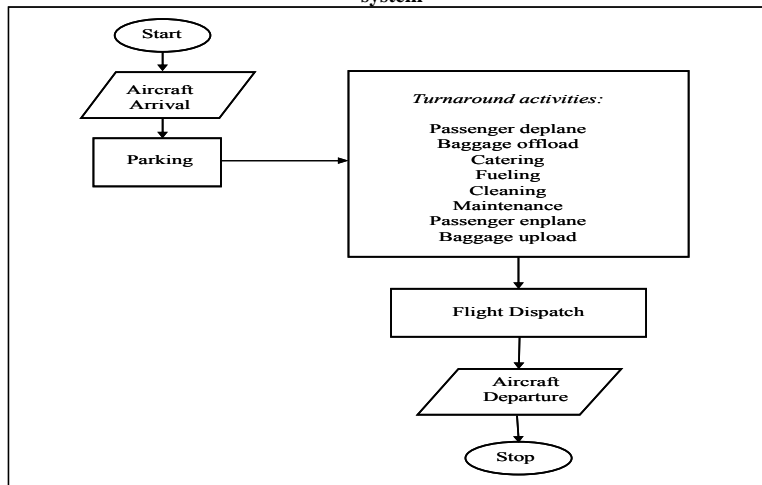 system
Start
Aircraft
Arrival
Parking
Turnaround activities:
Passenger deplane
Baggage offload
Catering
Fueling
Cleaning
Maintenance
Passenger enplane
Baggage upload
Flight Dispatch
Aircraft
Departure
Stop